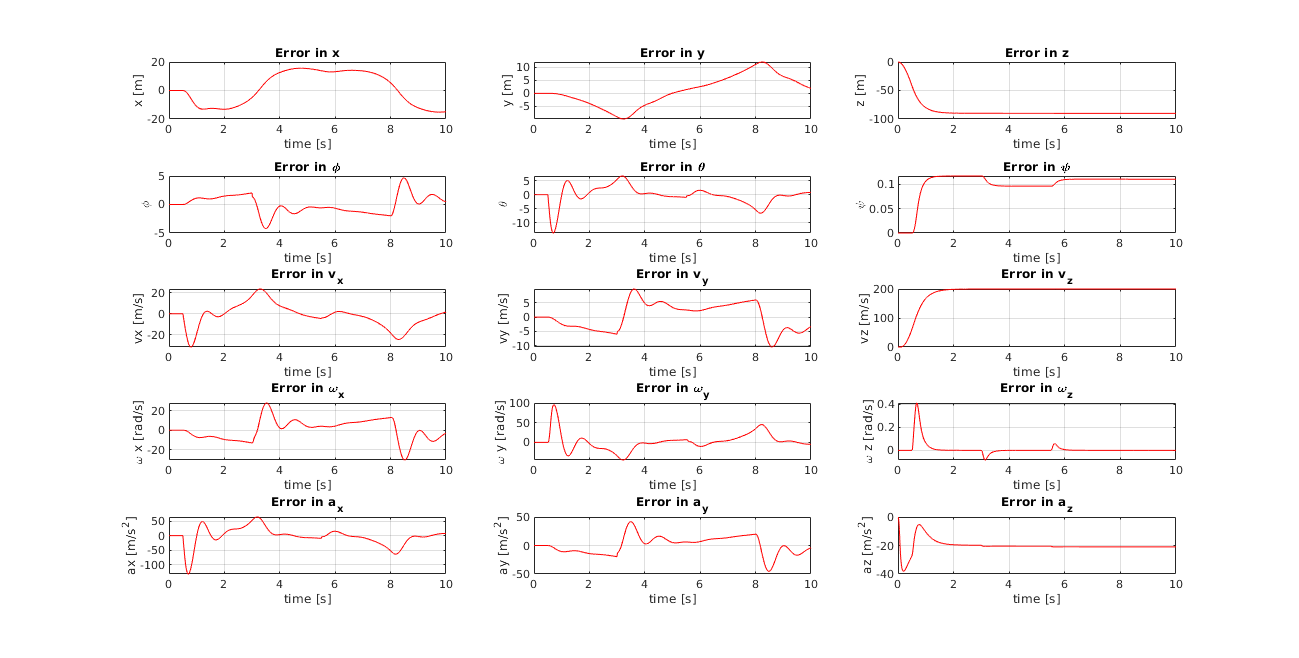 Error in x
20
0
-20
x [m]
0 2 4 6 8 10
time [s]
Error in y
10
5
0
-5
y [m]
0 2 4 6 8 10
time [s]
Error in z
0
-50
-100
z [m]
0 2 4 6 8 10
time [s]
Error in ϕ
5
0
-5
ϕ
0 2 4 6 8 10
time [s]
Error in θ
5
0
-5
-10
θ
0 2 4 6 8 10
time [s]
Error in ψ
0.1
0.05
0
ψ
0 2 4 6 8 10
time [s]
Error in v_x
20
0
-20
vx [m/s]
0 2 4 6 8 10
time [s]
Error in v_y
5
0
-5
-10
vy [m/s]
0 2 4 6 8 10
time [s]
Error in v_z
200
100
0
vz [m/s]
0 2 4 6 8 10
time [s]
Error in ω_x
20
0
-20
ω x [rad/s]
0 2 4 6 8 10
time [s]
Error in ω_y
100
50
0
ω y [rad/s]
0 2 4 6 8 10
time [s]
Error in ω_z
0.4
0.2
0
ω z [rad/s]
0 2 4 6 8 10
time [s]
Error in a_x
50
0
-50
-100
ax [m/s²]
0 2 4 6 8 10
time [s]
Error in a_y
50
0
-50
ay [m/s²]
0 2 4 6 8 10
time [s]
Error in a_z
0
-20
-40
az [m/s²]
0 2 4 6 8 10
time [s]